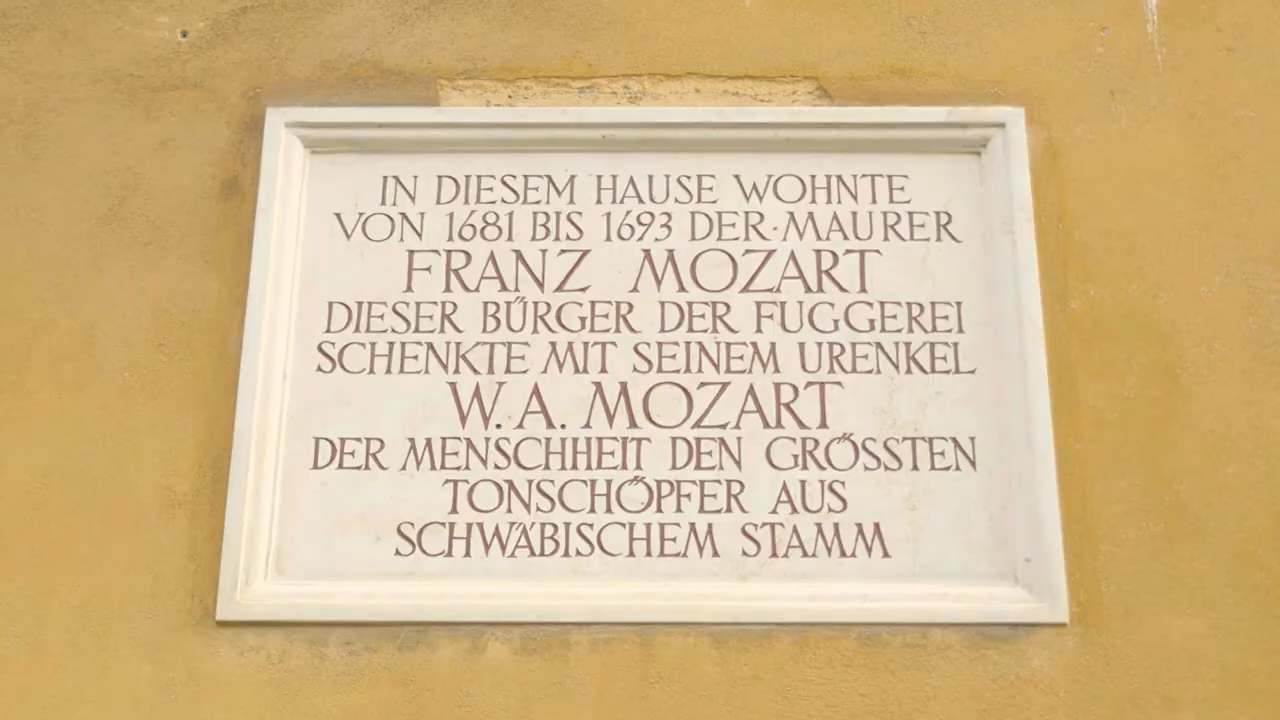 IN DIESEM HAUSE WOHNTE
VON 1681 BIS 1693 DER·MAURER
FRANZ MOZART
DIESER BÜRGER DER FUGGEREI
SCHENKTE MIT SEINEM URENKEL
W. A. MOZART
DER MENSCHHEIT DEN GRÖSSTEN
TONSCHÖPFER AUS
SCHWÄBISCHEM STAMM